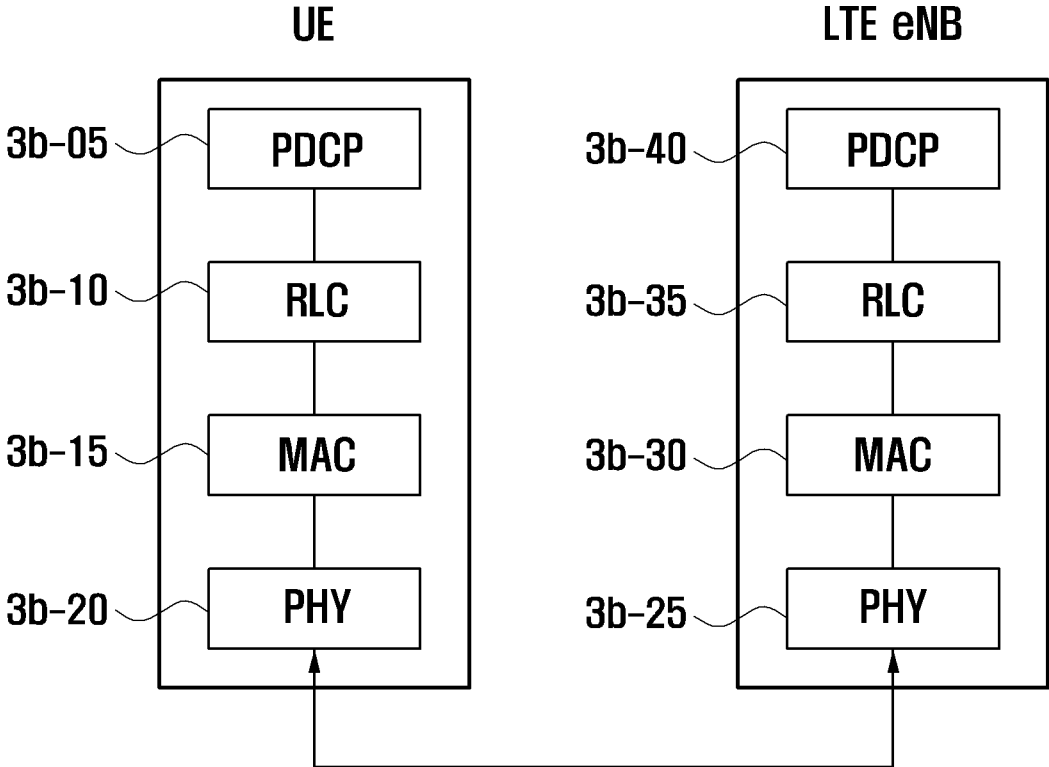 UE LTE eNB
3b-05 PDCP 3b-40 PDCP
3b-10 RLC 3b-35 RLC
3b-15 MAC 3b-30 MAC
3b-20 PHY 3b-25 PHY